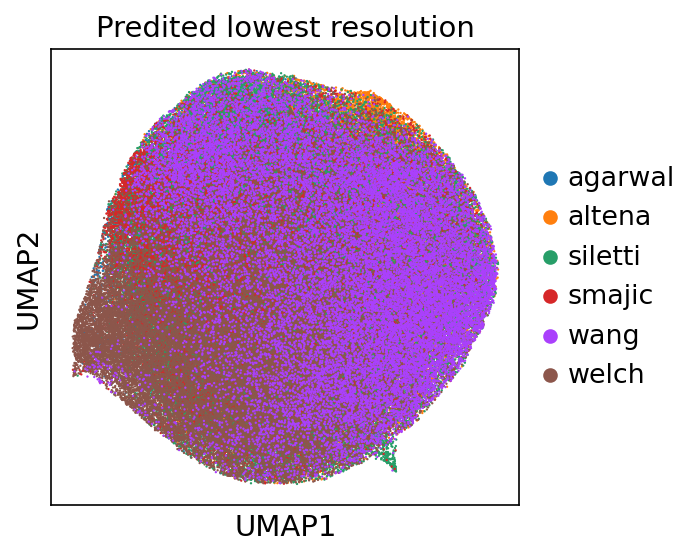 Predited lowest resolution
UMAP2
UMAP1
agarwal
altena
siletti
smajic
wang
welch